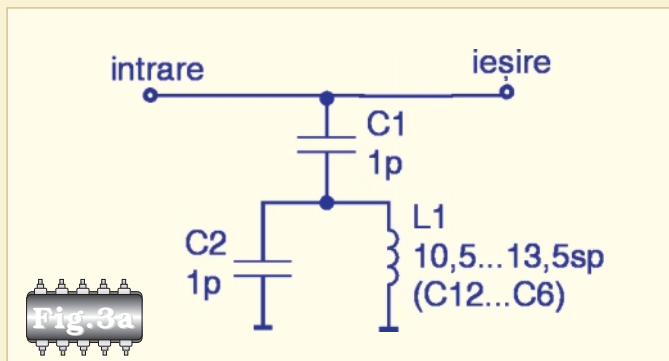 intrare
ieșire
C1
1p
C2
1p
L1
10,5...13,5sp
(C12...C6)
Fig.3a